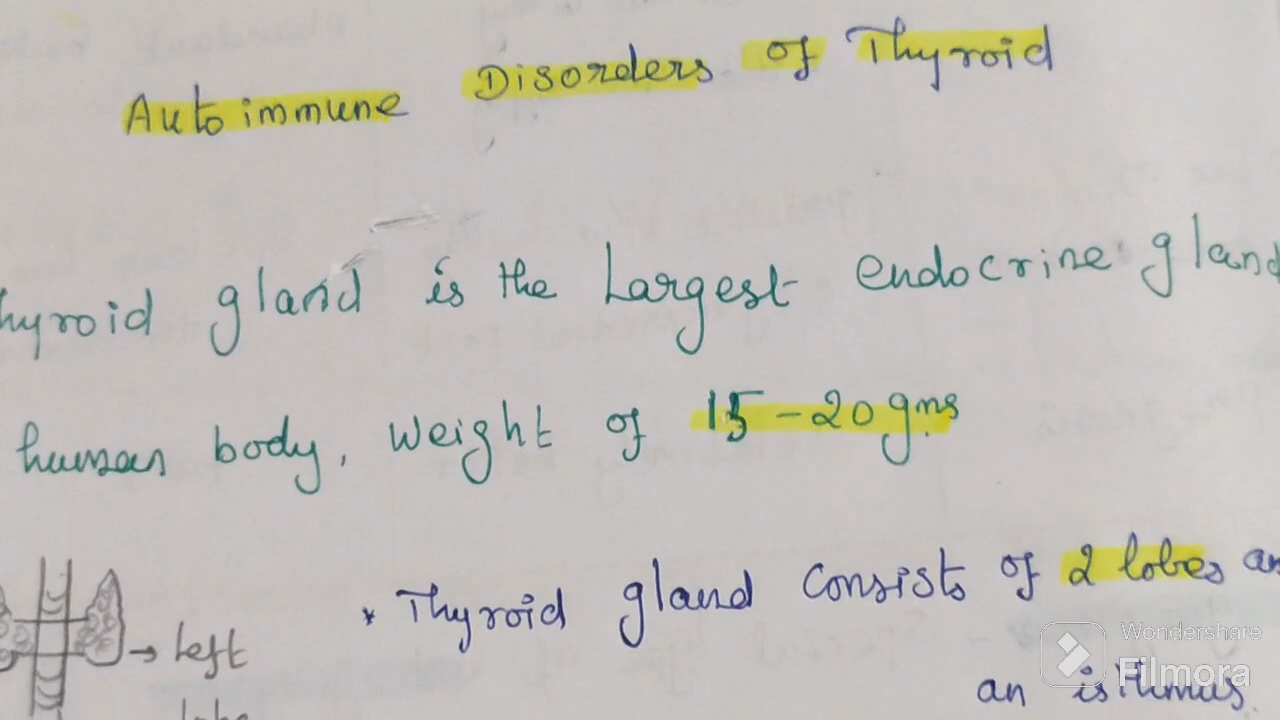 Autoimmune Disorders of Thyroid
hyroid gland is the Largest endocrine gland
human body, Weight of 15-20gms
* Thyroid gland consists of 2 lobes an
an isthmus
→ left
lobe
Wondershare
Filmora